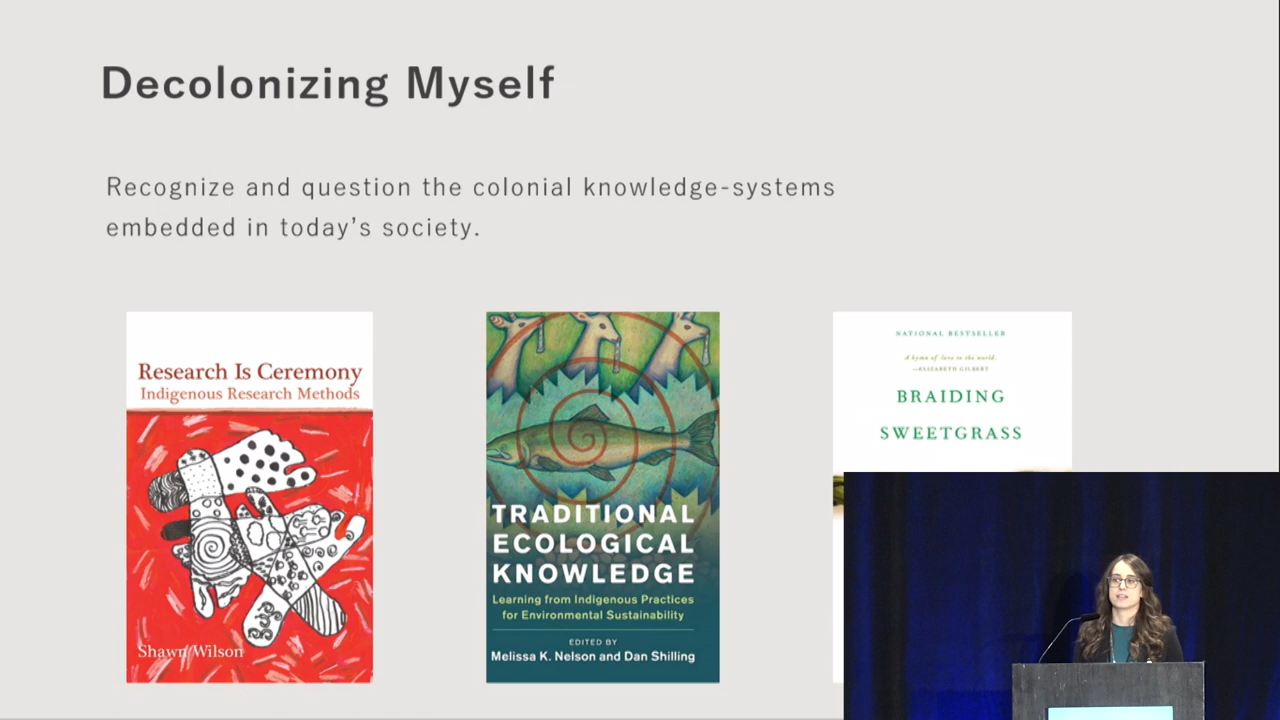 Decolonizing Myself
Recognize and question the colonial knowledge-systems
embedded in today’s society.
Research Is Ceremony
Indigenous Research Methods
Shawn Wilson
TRADITIONAL
ECOLOGICAL
KNOWLEDGE
Learning from Indigenous Practices
for Environmental Sustainability
EDITED BY
Melissa K. Nelson and Dan Shilling
NATIONAL BESTSELLER
A hymn of love to the world.
—ELIZABETH GILBERT
BRAIDING
SWEETGRASS